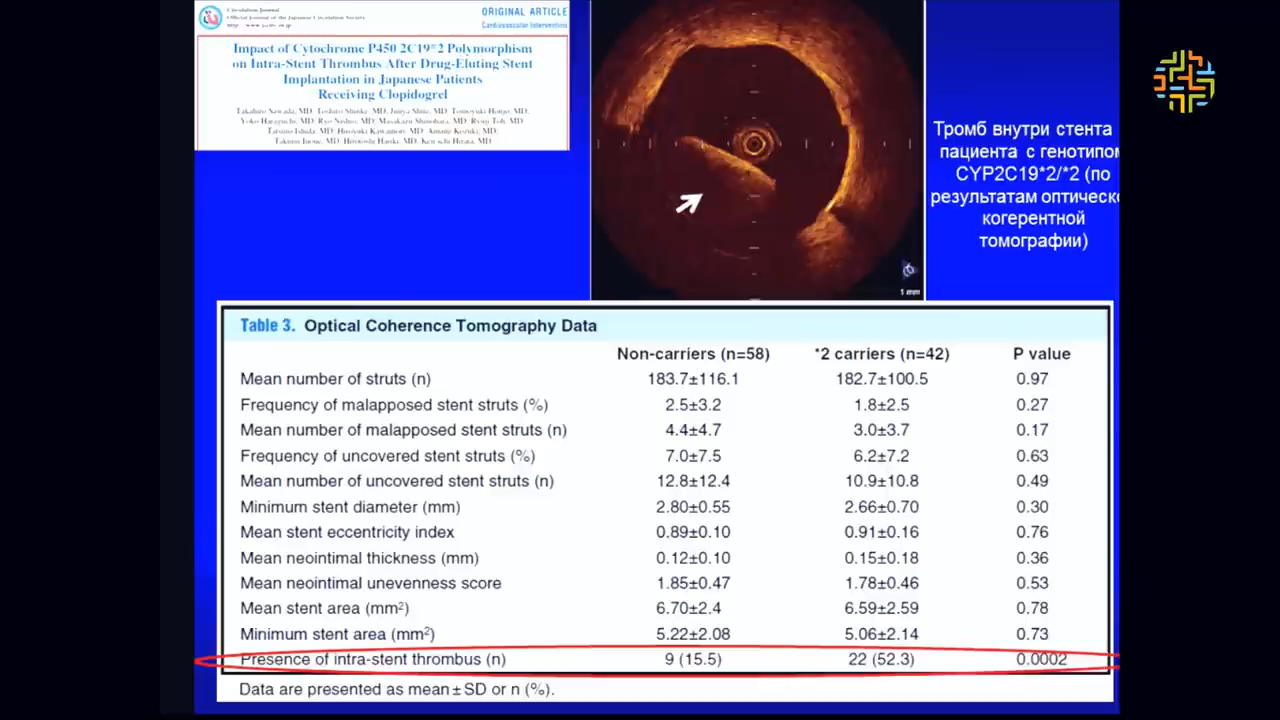 Circulation Journal
Official Journal of the Japanese Circulation Society
ORIGINAL ARTICLE
Cardiovascular Intervention
Impact of Cytochrome P450 2C19*2 Polymorphism
on Intra-Stent Thrombus After Drug-Eluting Stent
Implantation in Japanese Patients
Receiving Clopidogrel
1 mm
Тромб внутри стента
пациента с генотипом
CYP2C19*2/*2 (по
результатам оптическо
когерентной
томографии)
Table 3. Optical Coherence Tomography Data
Non-carriers (n=58) *2 carriers (n=42) P value
Mean number of struts (n) 183.7±116.1 182.7±100.5 0.97
Frequency of malapposed stent struts (%) 2.5±3.2 1.8±2.5 0.27
Mean number of malapposed stent struts (n) 4.4±4.7 3.0±3.7 0.17
Frequency of uncovered stent struts (%) 7.0±7.5 6.2±7.2 0.63
Mean number of uncovered stent struts (n) 12.8±12.4 10.9±10.8 0.49
Minimum stent diameter (mm) 2.80±0.55 2.66±0.70 0.30
Mean stent eccentricity index 0.89±0.10 0.91±0.16 0.76
Mean neointimal thickness (mm) 0.12±0.10 0.15±0.18 0.36
Mean neointimal unevenness score 1.85±0.47 1.78±0.46 0.53
Mean stent area (mm²) 6.70±2.4 6.59±2.59 0.78
Minimum stent area (mm²) 5.22±2.08 5.06±2.14 0.73
Presence of intra-stent thrombus (n) 9 (15.5) 22 (52.3) 0.0002
Data are presented as mean±SD or n (%).